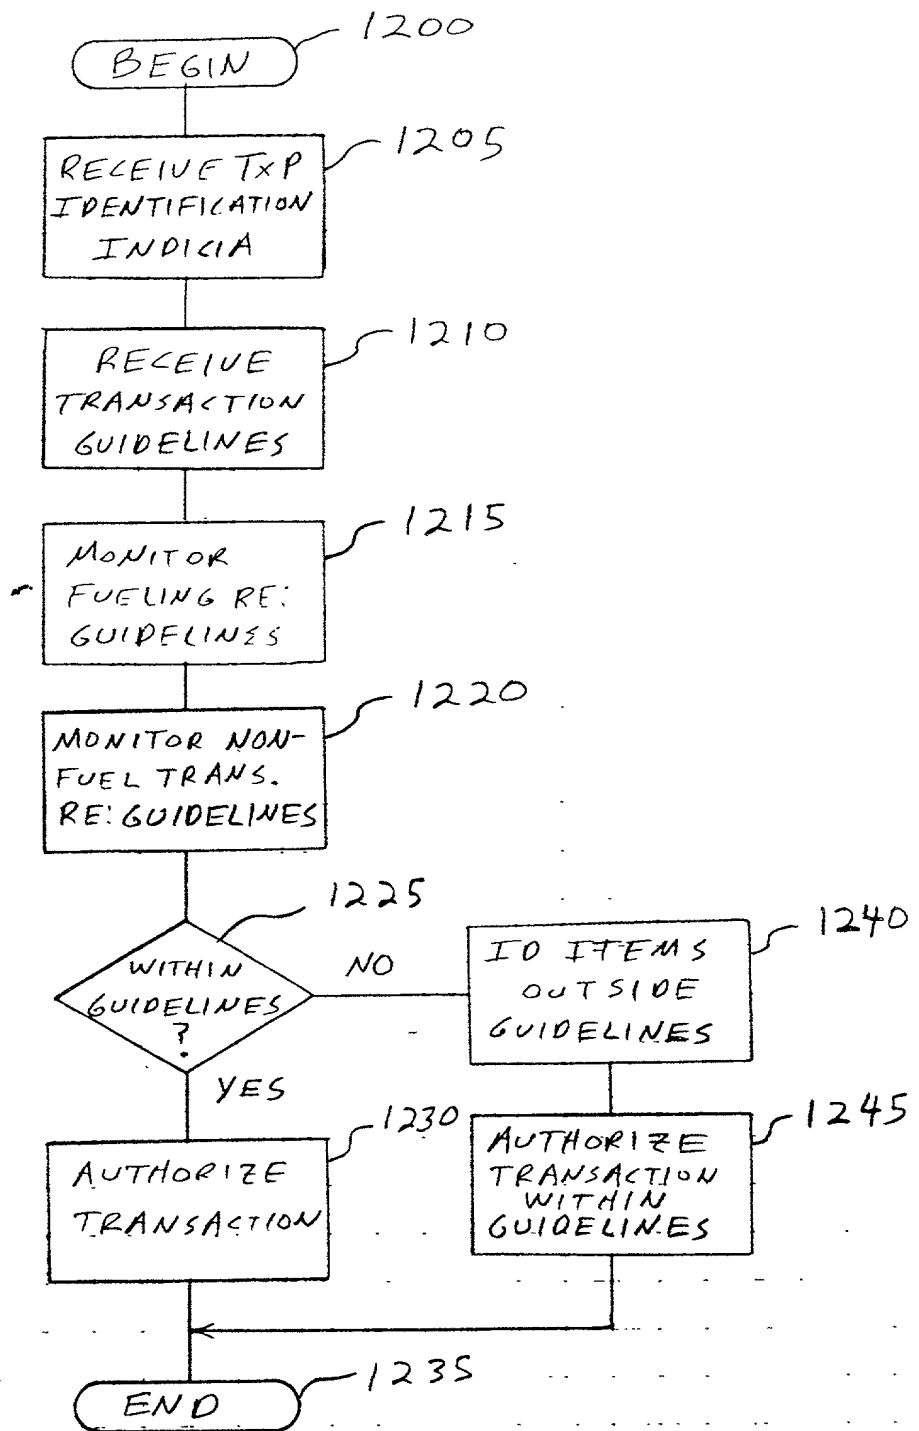 1200
BEGIN
1205
RECEIVE TXP
IDENTIFICATION
INDICIA
1210
RECEIVE
TRANSACTION
GUIDELINES
1215
MONITOR
FUELING RE:
GUIDELINES
1220
MONITOR NON-
FUEL TRANS.
RE: GUIDELINES
1225
WITHIN
GUIDELINES
?
NO
YES
1240
ID ITEMS
OUTSIDE
GUIDELINES
1230
AUTHORIZE
TRANSACTION
1245
AUTHORIZE
TRANSACTION
WITHIN
GUIDELINES
1235
END